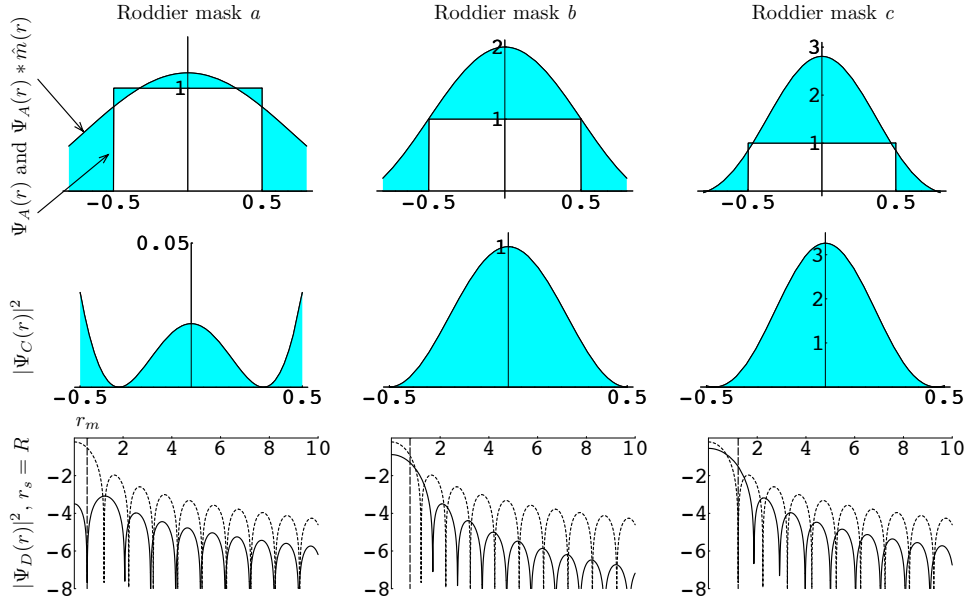 Roddier mask a
Roddier mask b
Roddier mask c
Ψ_A(r) and Ψ_A(r) * m̂(r)
1
-0.5 0.5
2
1
-0.5 0.5
3
2
1
-0.5 0.5
|Ψ_C(r)|²
0.05
-0.5 0.5
1
-0.5 0.5
3
2
1
-0.5 0.5
|Ψ_D(r)|², r_s = R
r_m
2 4 6 8 10
-2
-4
-6
-8
2 4 6 8 10
-2
-4
-6
-8
2 4 6 8 10
-2
-4
-6
-8